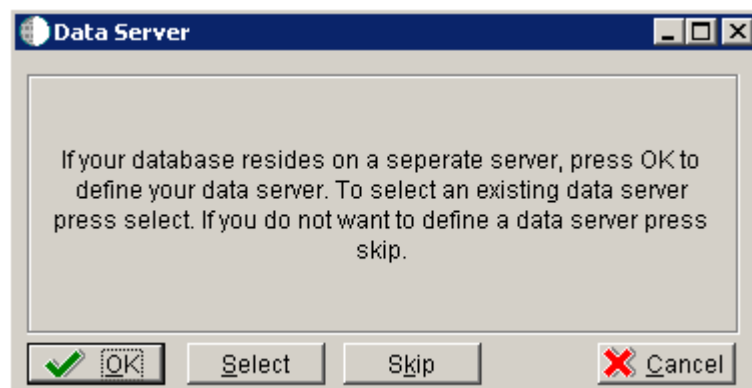 Data Server
If your database resides on a seperate server, press OK to
define your data server. To select an existing data server
press select. If you do not want to define a data server press
skip.
OK Select Skip Cancel